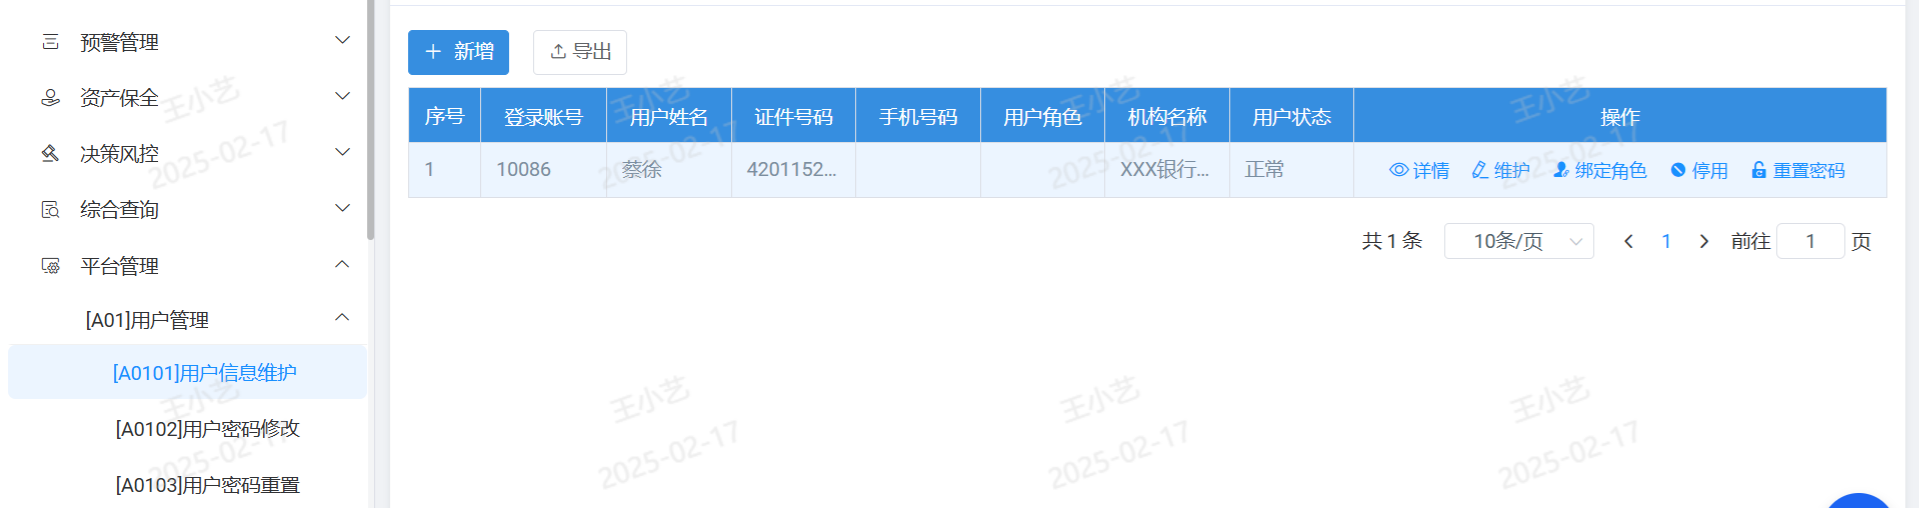 预警管理
资产保全
决策风控
综合查询
平台管理
[A01]用户管理
[A0101]用户信息维护
[A0102]用户密码修改
[A0103]用户密码重置
新增 导出
序号 登录账号 用户姓名 证件号码 手机号码 用户角色 机构名称 用户状态 操作
1 10086 蔡徐 4201152... XXX银行... 正常 详情 维护 绑定角色 停用 重置密码
共 1 条 10条/页 1 前往 1 页
王小艺
2025-02-17
王小艺
2025-02-17
王小艺
2025-02-17
王小艺
2025-02-17
王小艺
2025-02-17
王小艺
2025-02-17
王小艺
2025-02-17
王小艺
2025-02-17